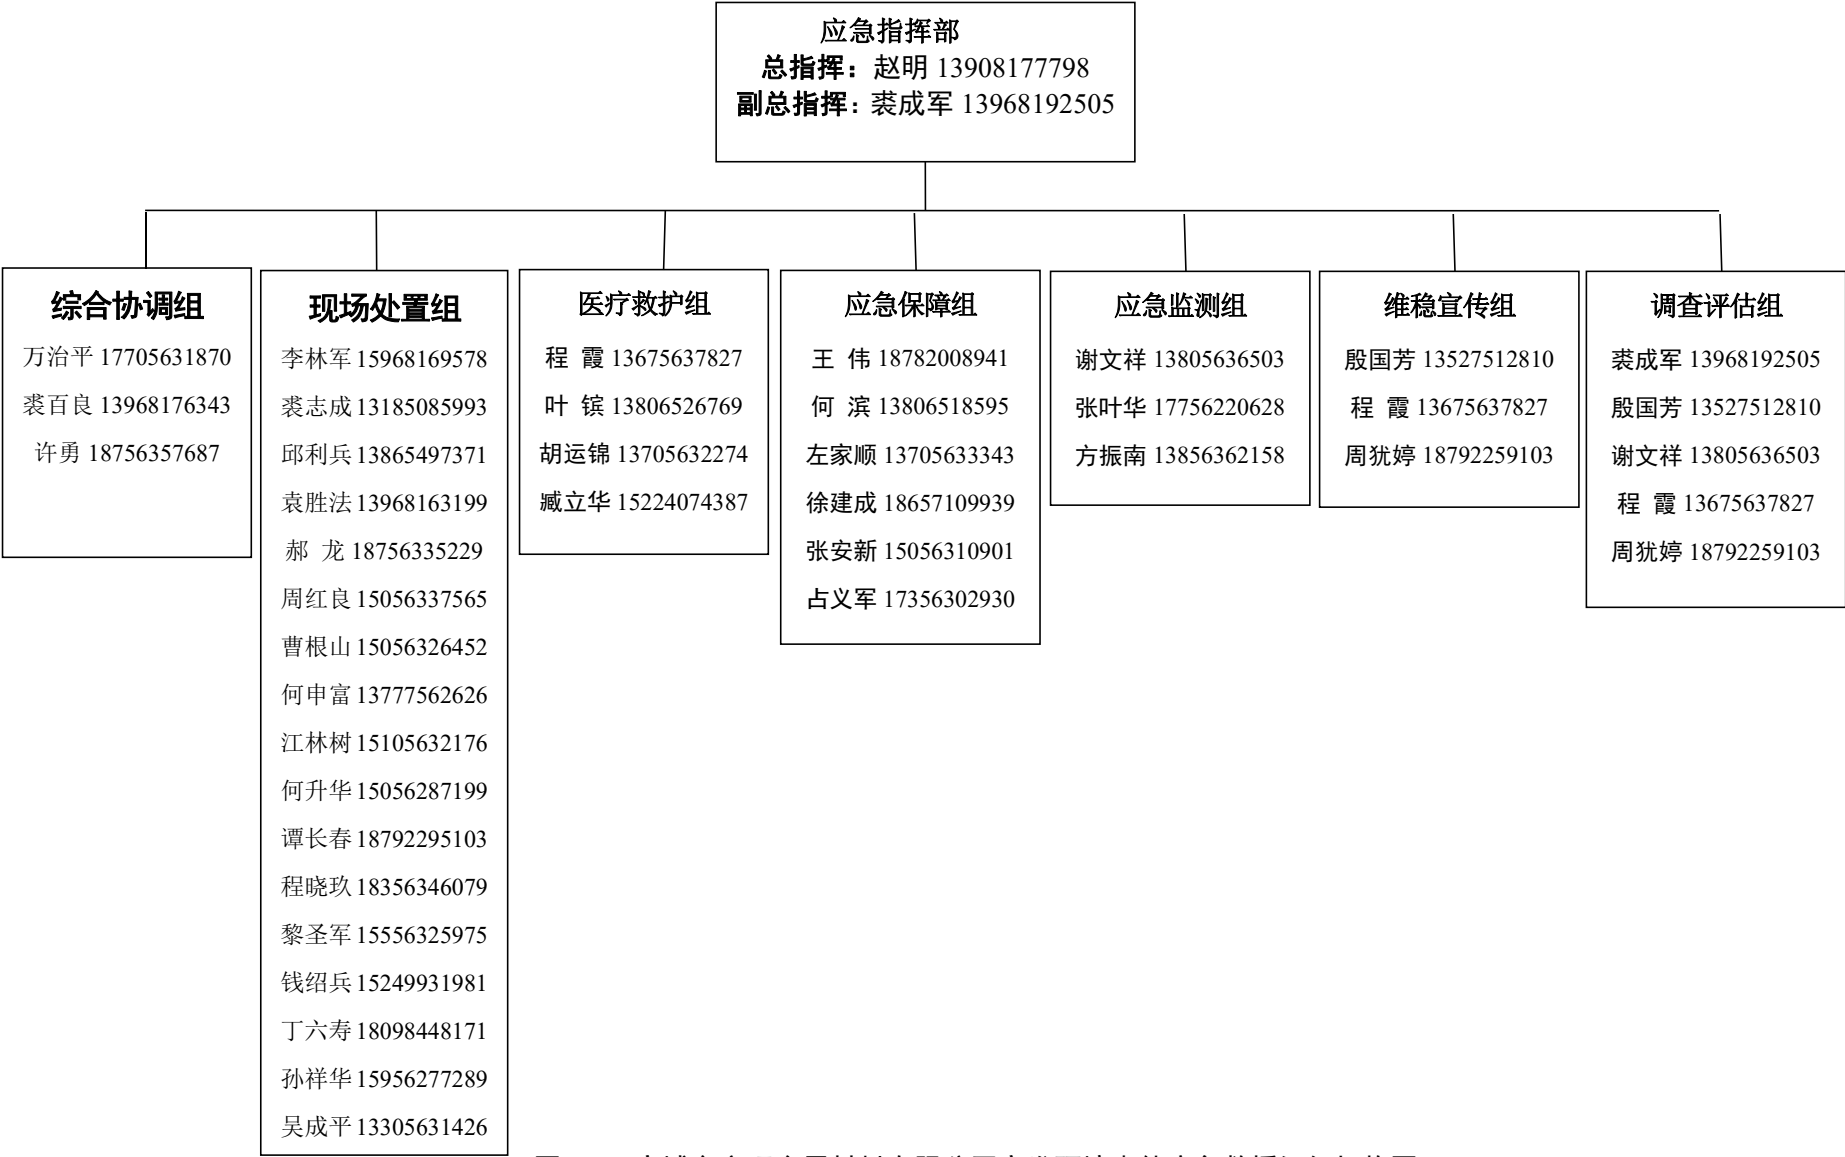 应急指挥部
总指挥：赵明 13908177798
副总指挥：裘成军 13968192505
综合协调组
万治平 17705631870
裘百良 13968176343
许勇 18756357687
现场处置组
李林军 15968169578
裘志成 13185085993
邱利兵 13865497371
袁胜法 13968163199
郝 龙 18756335229
周红良 15056337565
曹根山 15056326452
何申富 13777562626
江林树 15105632176
何升华 15056287199
谭长春 18792295103
程晓玖 18356346079
黎圣军 15556325975
钱绍兵 15249931981
丁六寿 18098448171
孙祥华 15956277289
吴成平 13305631426
医疗救护组
程 霞 13675637827
叶 镔 13806526769
胡运锦 13705632274
臧立华 15224074387
应急保障组
王 伟 18782008941
何 滨 13806518595
左家顺 13705633343
徐建成 18657109939
张安新 15056310901
占义军 17356302930
应急监测组
谢文祥 13805636503
张叶华 17756220628
方振南 13856362158
维稳宣传组
殷国芳 13527512810
程 霞 13675637827
周犹婷 18792259103
调查评估组
裘成军 13968192505
殷国芳 13527512810
谢文祥 13805636503
程 霞 13675637827
周犹婷 18792259103